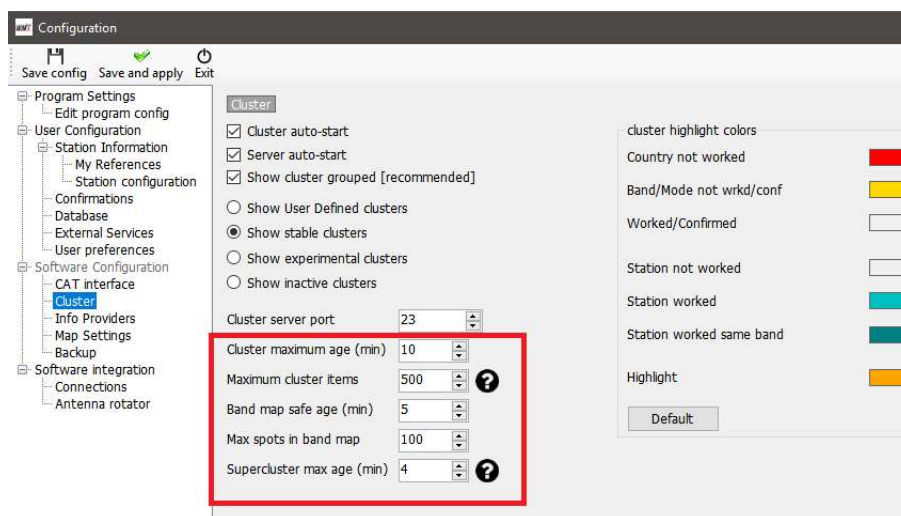 Configuration
Save config Save and apply Exit
Program Settings
Edit program config
User Configuration
Station Information
My References
Station configuration
Confirmations
Database
External Services
User preferences
Software Configuration
CAT interface
Cluster
Info Providers
Map Settings
Backup
Software integration
Connections
Antenna rotator
Cluster
Cluster auto-start
Server auto-start
Show cluster grouped [recommended]
Show User Defined clusters
Show stable clusters
Show experimental clusters
Show inactive clusters
Cluster server port 23
Cluster maximum age (min) 10
Maximum cluster items 500 ?
Band map safe age (min) 5
Max spots in band map 100
Supercluster max age (min) 4 ?
cluster highlight colors
Country not worked
Band/Mode not wrkd/conf
Worked/Confirmed
Station not worked
Station worked
Station worked same band
Highlight
Default